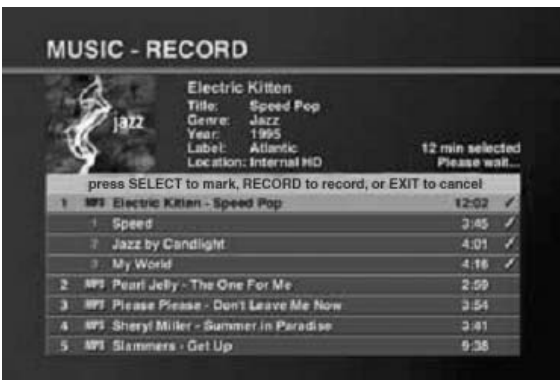 MUSIC - RECORD
jazz
Electric Kitten
Title: Speed Pop
Genre: Jazz
Year: 1995
Label: Atlantic
Location: Internal HD
12 min selected
Please wait...
press SELECT to mark, RECORD to record, or EXIT to cancel
1 MP3 Electric Kitten - Speed Pop 12:02
1 Speed 3:45
2 Jazz by Candlight 4:01
3 My World 4:16
2 MP3 Pearl Jelly - The One For Me 2:59
3 MP3 Please Please - Don't Leave Me Now 3:54
4 MP3 Sheryl Miller - Summer in Paradise 3:41
5 MP3 Slammers - Get Up 9:38